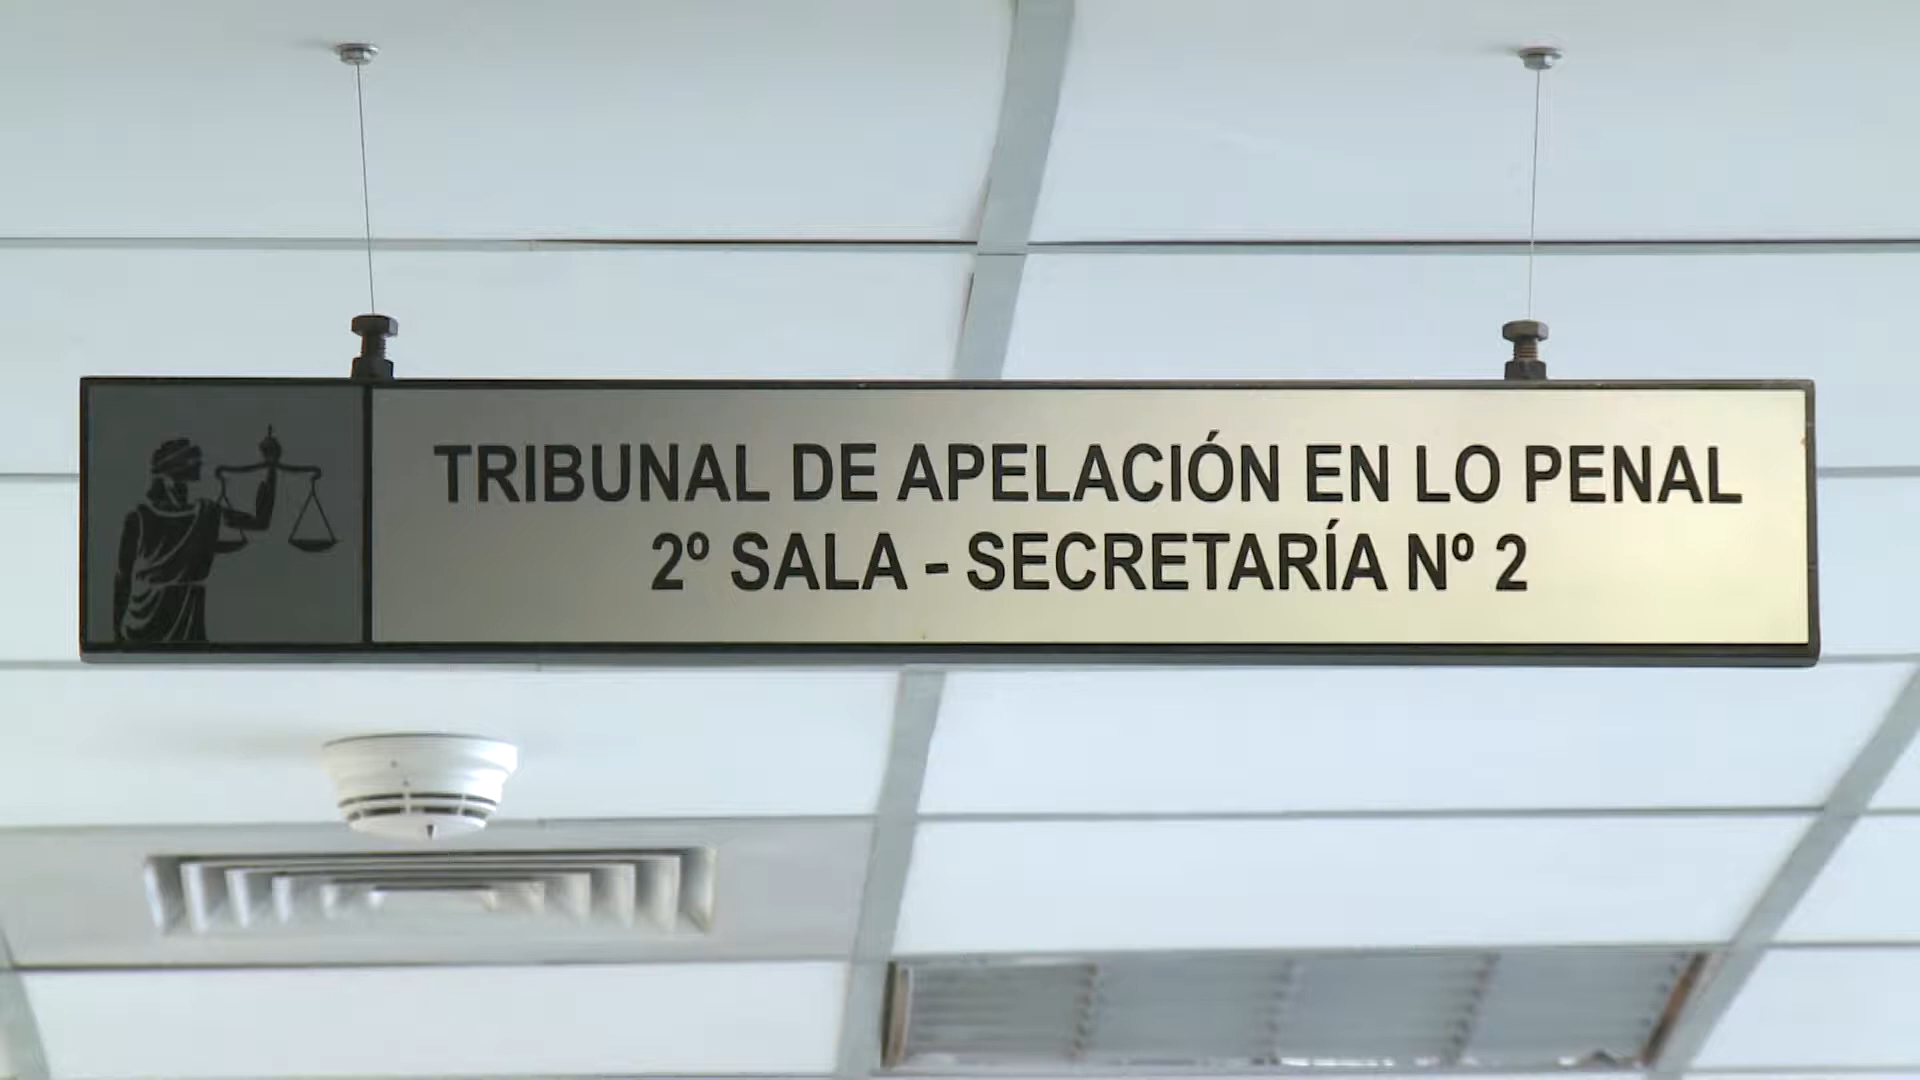 TRIBUNAL DE APELACIÓN EN LO PENAL
2º SALA - SECRETARÍA Nº 2